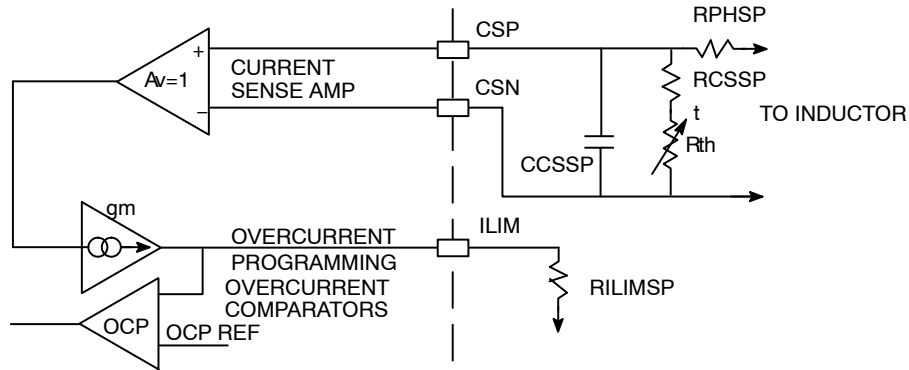 CSP
RPHSP
+
CURRENT
SENSE AMP
Av=1
−
CSN
RCSSP
t
TO INDUCTOR
Rth
CCSSP
gm
ILIM
OVERCURRENT
PROGRAMMING
OVERCURRENT
COMPARATORS
RILIMSP
OCP
OCP REF